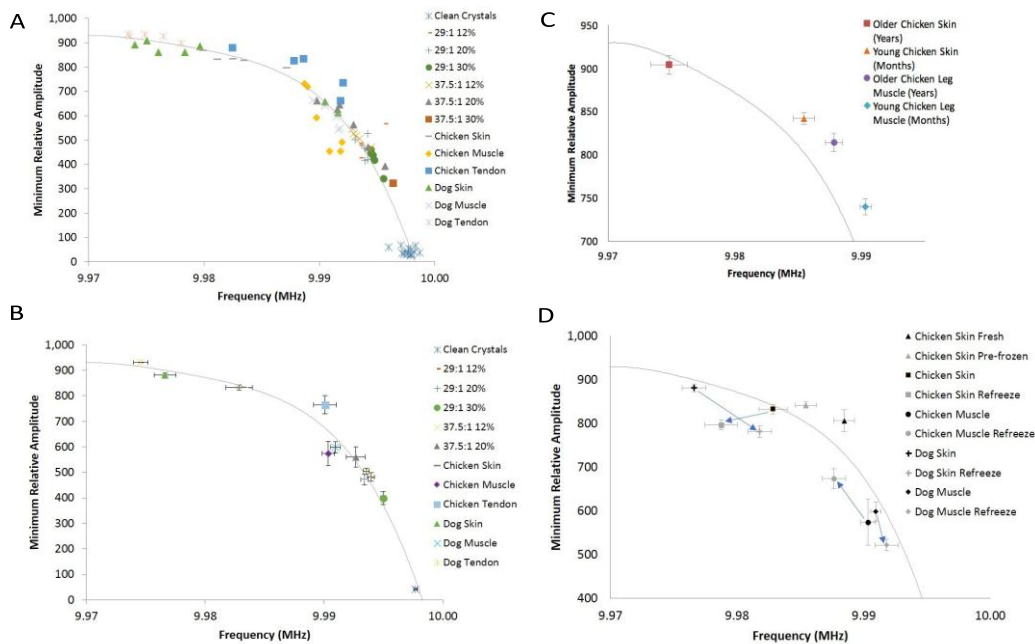 A
Minimum Relative Amplitude
1,000
900
800
700
600
500
400
300
200
100
0
9.97
9.98
9.99
10.00
Frequency (MHz)
Clean Crystals
29:1 12%
29:1 20%
29:1 30%
37.5:1 12%
37.5:1 20%
37.5:1 30%
Chicken Skin
Chicken Muscle
Chicken Tendon
Dog Skin
Dog Muscle
Dog Tendon
C
Minimum Relative Amplitude
950
900
850
800
750
700
9.97
9.98
9.99
Frequency (MHz)
Older Chicken Skin
(Years)
Young Chicken Skin
(Months)
Older Chicken Leg
Muscle (Years)
Young Chicken Leg
Muscle (Months)
B
Minimum Relative Amplitude
1,000
900
800
700
600
500
400
300
200
100
0
9.97
9.98
9.99
10.00
Frequency (MHz)
Clean Crystals
29:1 12%
29:1 20%
29:1 30%
37.5:1 12%
37.5:1 20%
Chicken Skin
Chicken Muscle
Chicken Tendon
Dog Skin
Dog Muscle
Dog Tendon
D
Minimum Relative Amplitude
1,000
900
800
700
600
500
400
9.97
9.98
9.99
10.00
Frequency (MHz)
Chicken Skin Fresh
Chicken Skin Pre-frozen
Chicken Skin
Chicken Skin Refreeze
Chicken Muscle
Chicken Muscle Refreeze
Dog Skin
Dog Skin Refreeze
Dog Muscle
Dog Muscle Refreeze